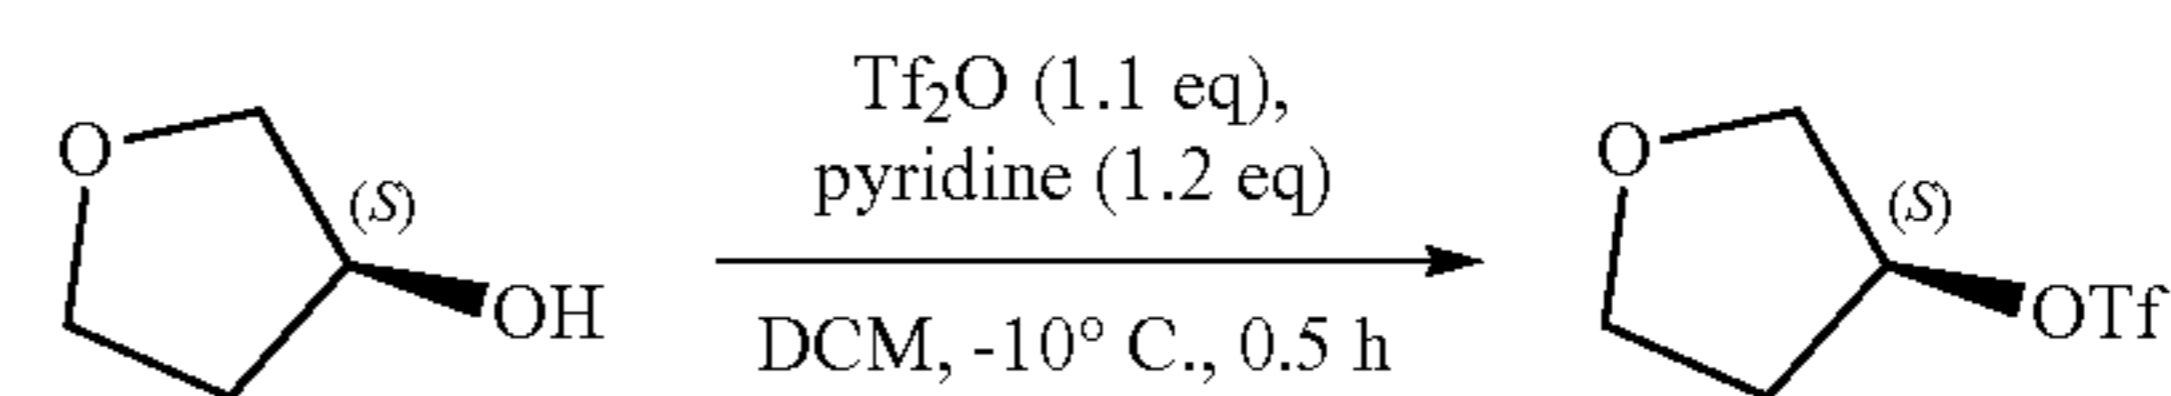 Tf₂O (1.1 eq),
pyridine (1.2 eq)
DCM, -10° C., 0.5 h
O
(S)
OH
O
(S)
OTf